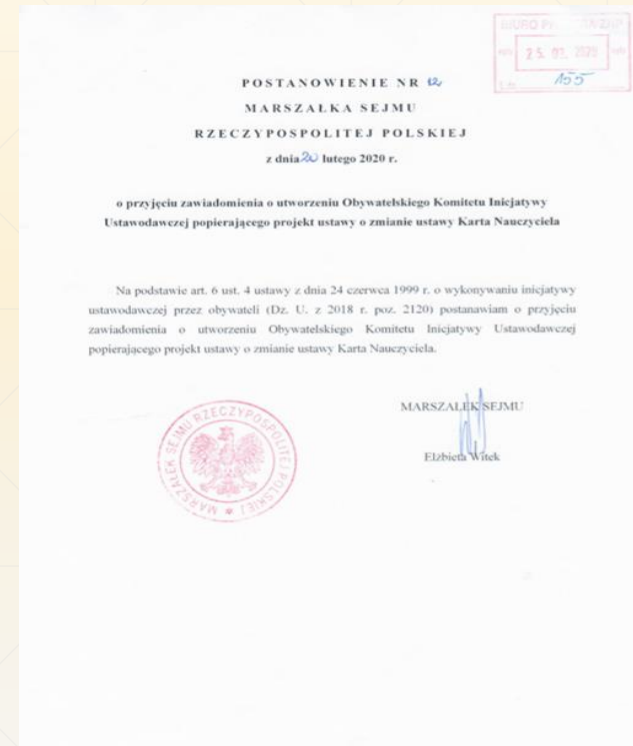 25. 02. 2020
155
POSTANOWIENIE NR 12
MARSZAŁKA SEJMU
RZECZYPOSPOLITEJ POLSKIEJ
z dnia 20 lutego 2020 r.
o przyjęciu zawiadomienia o utworzeniu Obywatelskiego Komitetu Inicjatywy
Ustawodawczej popierającego projekt ustawy o zmianie ustawy Karta Nauczyciela
Na podstawie art. 6 ust. 4 ustawy z dnia 24 czerwca 1999 r. o wykonywaniu inicjatywy
ustawodawczej przez obywateli (Dz. U. z 2018 r. poz. 2120) postanawiam o przyjęciu
zawiadomienia o utworzeniu Obywatelskiego Komitetu Inicjatywy Ustawodawczej
popierającego projekt ustawy o zmianie ustawy Karta Nauczyciela.
MARSZAŁEK SEJMU
Elżbieta Witek
MARSZAŁEK SEJMU RZECZYPOSPOLITEJ POLSKIEJ